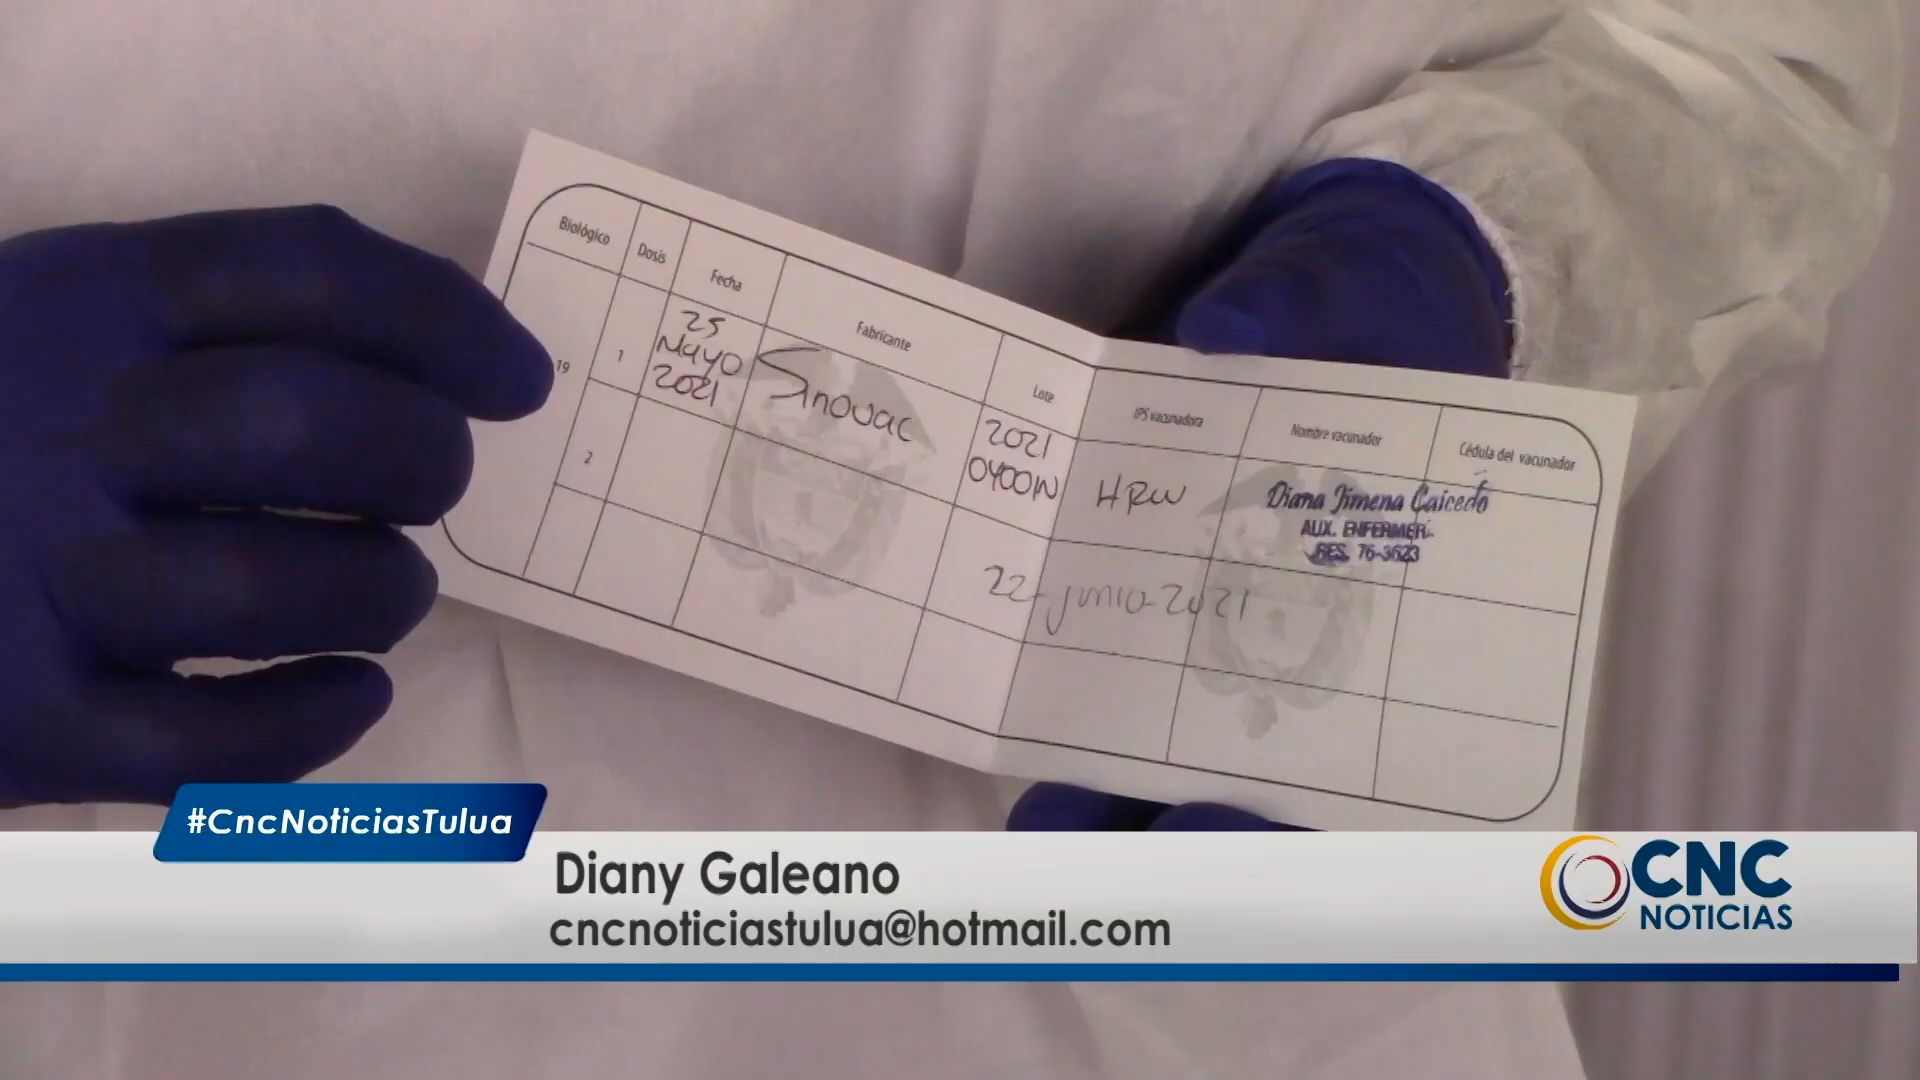 Biológico
Dosis
Fecha
Fabricante
Lote
IPS vacunadora
Nombre vacunador
Cédula del vacunador
19
1
25
Mayo
2021
Sinovac
2021
0400IN
HRU
Diana Jimena Caicedo
AUX. ENFERMER.
RES. 76-3623
2
22-junio-2021
#CncNoticiasTulua
Diany Galeano
cncnoticiastulua@hotmail.com
CNC
NOTICIAS